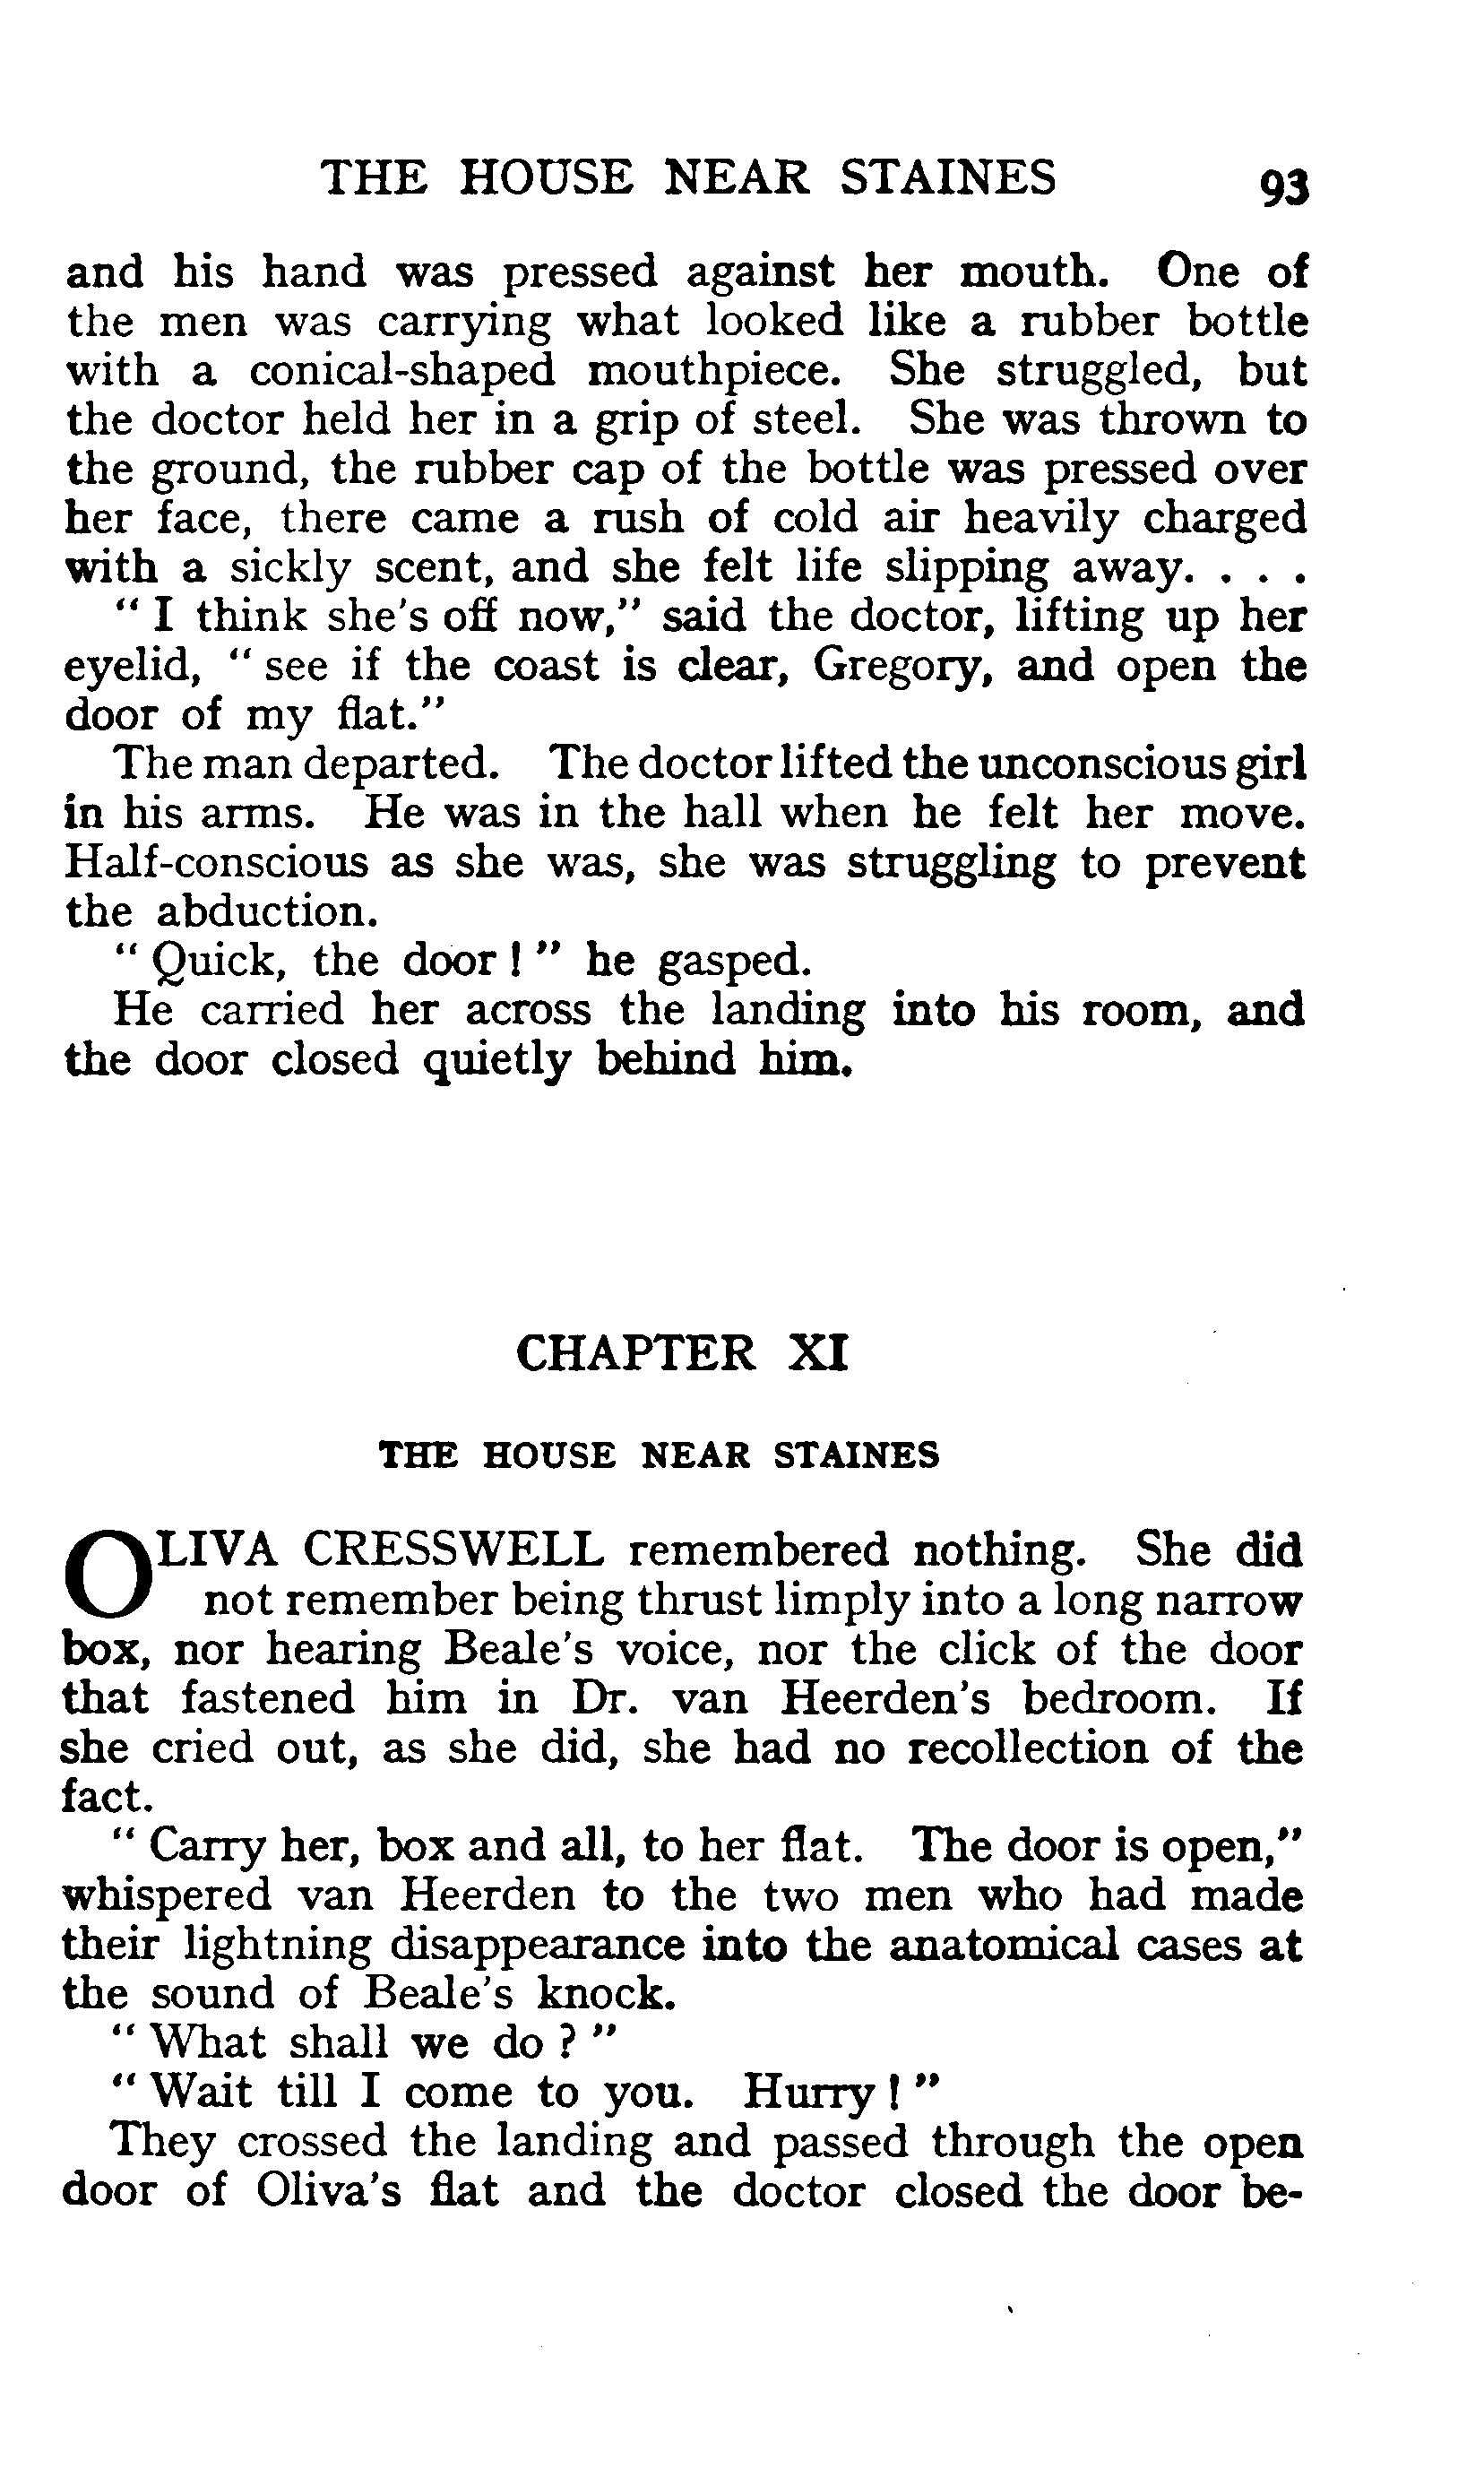 THE HOUSE NEAR STAINES 93
and his hand was pressed against her mouth. One of
the men was carrying what looked like a rubber bottle
with a conical-shaped mouthpiece. She struggled, but
the doctor held her in a grip of steel. She was thrown to
the ground, the rubber cap of the bottle was pressed over
her face, there came a rush of cold air heavily charged
with a sickly scent, and she felt life slipping away. . . .
" I think she's off now," said the doctor, lifting up her
eyelid, " see if the coast is clear, Gregory, and open the
door of my flat."
The man departed. The doctor lifted the unconscious girl
in his arms. He was in the hall when he felt her move.
Half-conscious as she was, she was struggling to prevent
the abduction.
" Quick, the door ! " he gasped.
He carried her across the landing into his room, and
the door closed quietly behind him.
CHAPTER XI
THE HOUSE NEAR STAINES
OLIVA CRESSWELL remembered nothing. She did
not remember being thrust limply into a long narrow
box, nor hearing Beale's voice, nor the click of the door
that fastened him in Dr. van Heerden's bedroom. If
she cried out, as she did, she had no recollection of the
fact.
" Carry her, box and all, to her flat. The door is open,"
whispered van Heerden to the two men who had made
their lightning disappearance into the anatomical cases at
the sound of Beale's knock.
" What shall we do ? "
" Wait till I come to you. Hurry ! "
They crossed the landing and passed through the open
door of Oliva's flat and the doctor closed the door be-